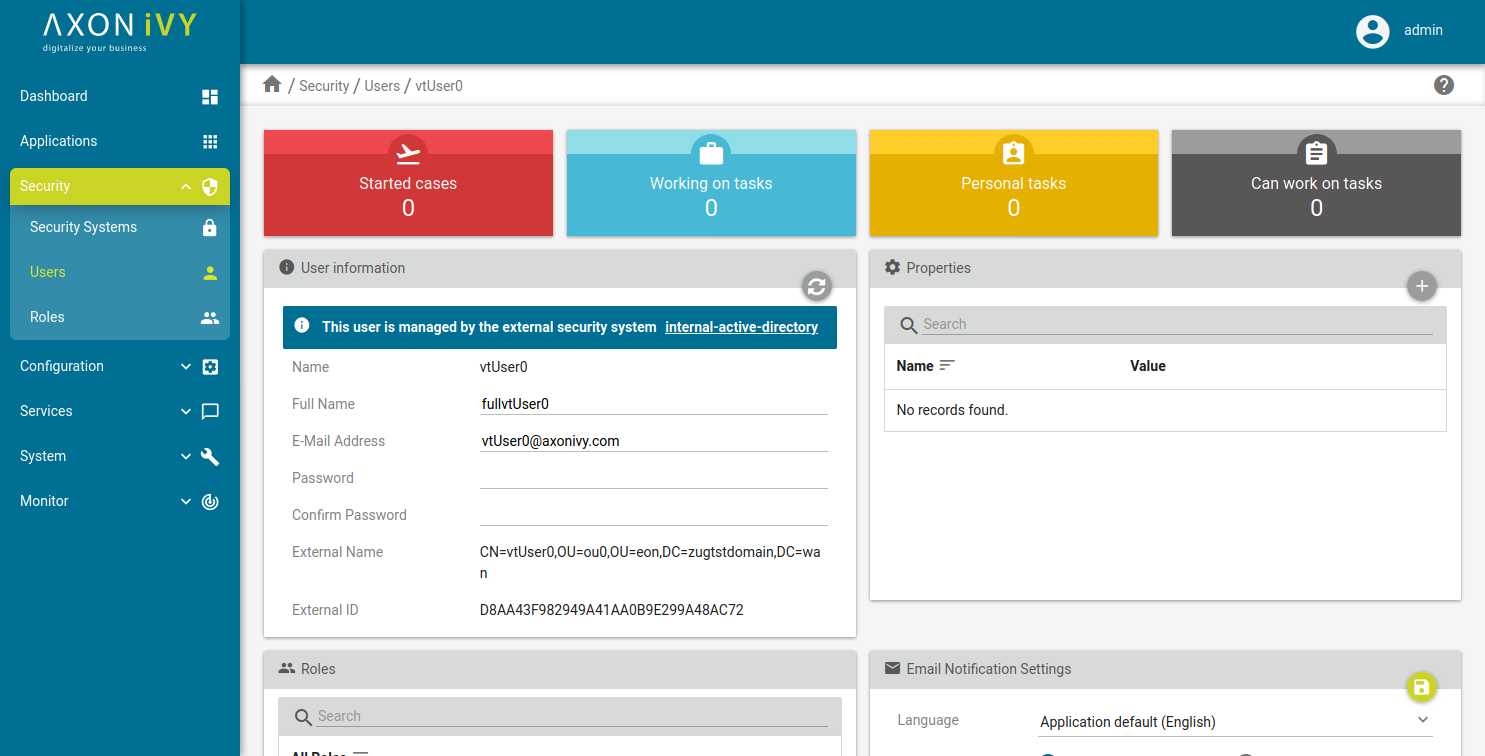 AXON iVY
digitalize your business
admin
Dashboard
Applications
Security
Security Systems
Users
Roles
Configuration
Services
System
Monitor
/ Security / Users / vtUser0
Started cases
0
Working on tasks
0
Personal tasks
0
Can work on tasks
0
User information
This user is managed by the external security system internal-active-directory
Name vtUser0
Full Name fullvtUser0
E-Mail Address vtUser0@axonivy.com
Password
Confirm Password
External Name CN=vtUser0,OU=ou0,OU=eon,DC=zugtstdomain,DC=wa
n
External ID D8AA43F982949A41AA0B9E299A48AC72
Properties
Search
Name Value
No records found.
Roles
Search
All Roles
Email Notification Settings
Language Application default (English)